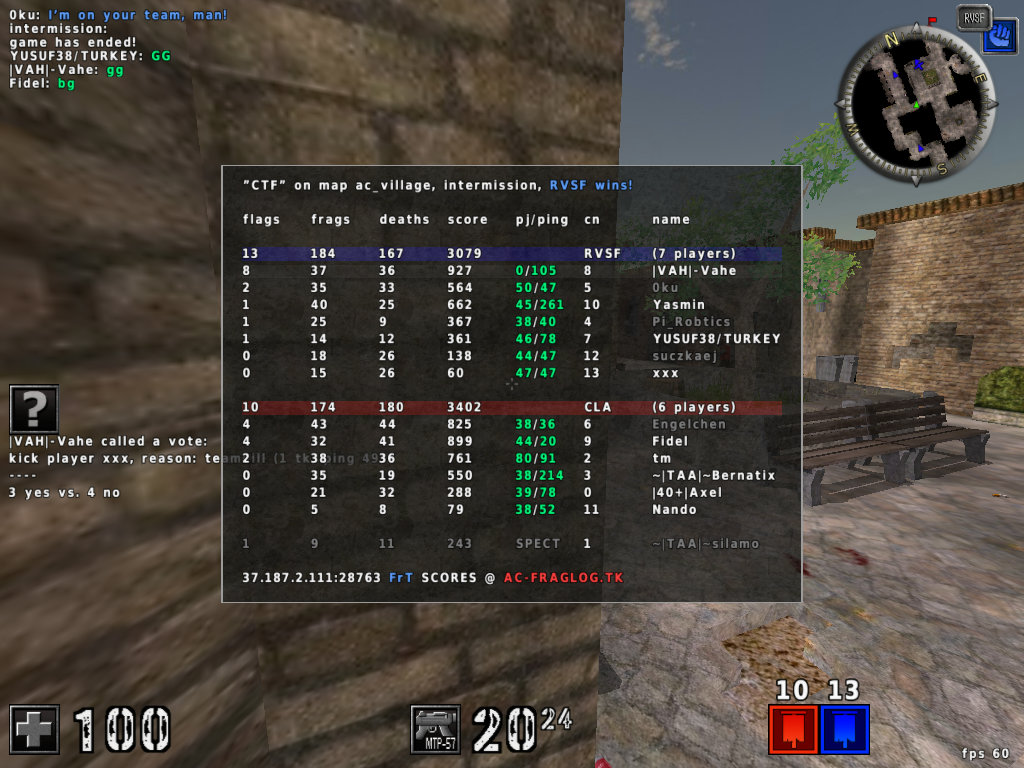 0ku: I'm on your team, man!
intermission:
game has ended!
YUSUF38/TURKEY: GG
|VAH|-Vahe: gg
Fidel: bg
RVSF
N
E
S
W
"CTF" on map ac_village, intermission, RVSF wins!
flags frags deaths score pj/ping cn name
13 184 167 3079 RVSF (7 players)
8 37 36 927 0/105 8 |VAH|-Vahe
2 35 33 564 50/47 5 0ku
1 40 25 662 45/261 10 Yasmin
1 25 9 367 38/40 4 Pi_Robtics
1 14 12 361 46/78 7 YUSUF38/TURKEY
0 18 26 138 44/47 12 suczkaej
0 15 26 60 47/47 13 xxx
10 174 180 3402 CLA (6 players)
4 43 44 825 38/36 6 Engelchen
4 32 41 899 44/20 9 Fidel
2 38 36 761 80/91 2 tm
0 35 19 550 38/214 3 ~|TAA|~Bernatix
0 21 32 288 39/78 0 |40+|Axel
0 5 8 79 38/52 11 Nando
1 9 11 243 SPECT 1 ~|TAA|~silamo
37.187.2.111:28763 FrT SCORES @ AC-FRAGLOG.TK
?
|VAH|-Vahe called a vote:
kick player xxx, reason: teamkill (1 tk, ping 49
----
3 yes vs. 4 no
100
MTP-57
20 24
10 13
fps 60